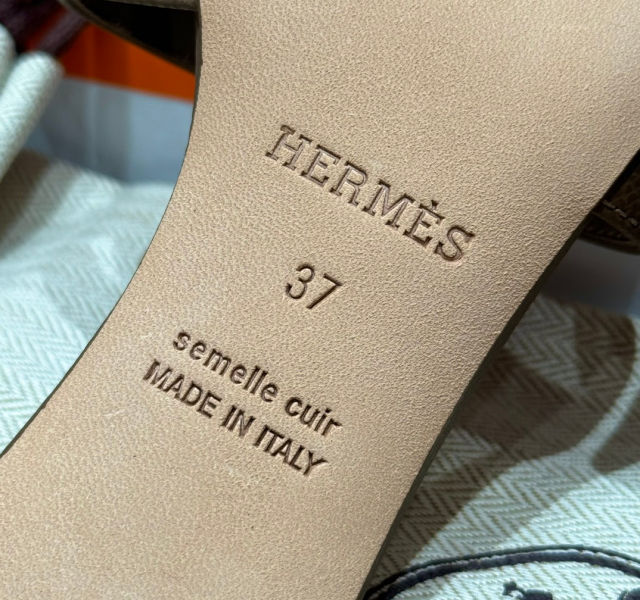 HERMÈS
37
semelle cuir
MADE IN ITALY